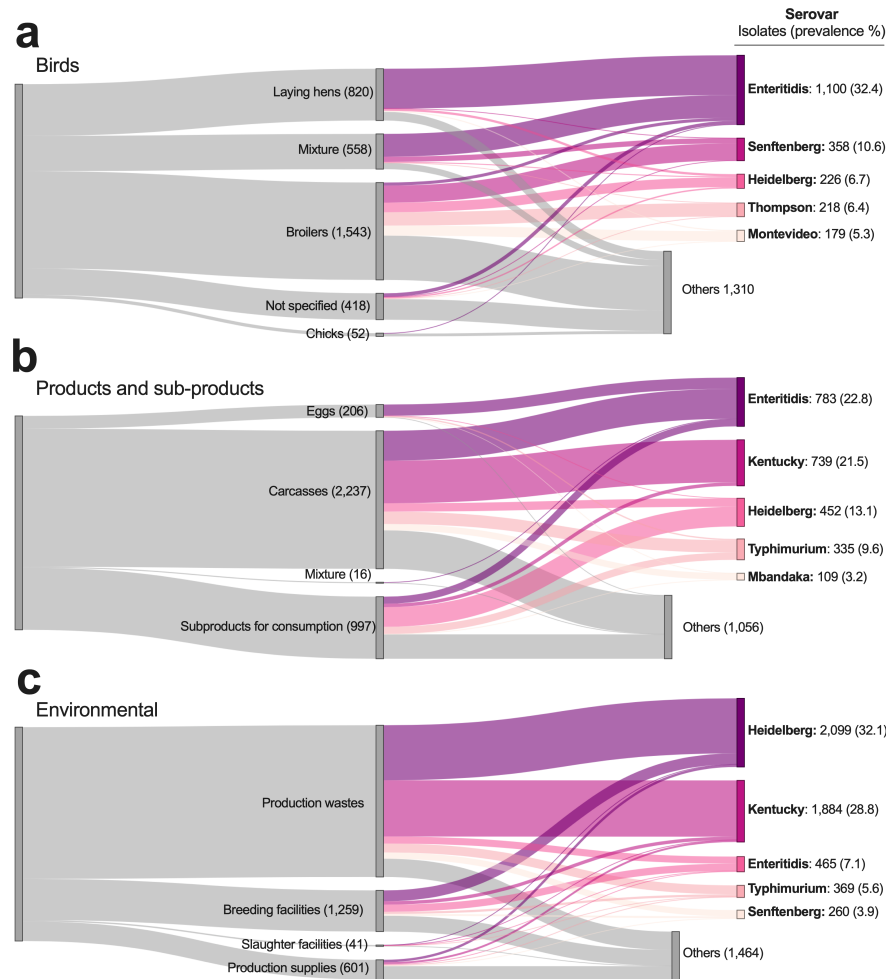 Serovar
Isolates (prevalence %)
a
Birds
Laying hens (820)
Mixture (558)
Broilers (1,543)
Not specified (418)
Chicks (52)
Enteritidis: 1,100 (32.4)
Senftenberg: 358 (10.6)
Heidelberg: 226 (6.7)
Thompson: 218 (6.4)
Montevideo: 179 (5.3)
Others 1,310
b
Products and sub-products
Eggs (206)
Carcasses (2,237)
Mixture (16)
Subproducts for consumption (997)
Enteritidis: 783 (22.8)
Kentucky: 739 (21.5)
Heidelberg: 452 (13.1)
Typhimurium: 335 (9.6)
Mbandaka: 109 (3.2)
Others (1,056)
c
Environmental
Production wastes
Breeding facilities (1,259)
Slaughter facilities (41)
Production supplies (601)
Heidelberg: 2,099 (32.1)
Kentucky: 1,884 (28.8)
Enteritidis: 465 (7.1)
Typhimurium: 369 (5.6)
Senftenberg: 260 (3.9)
Others (1,464)